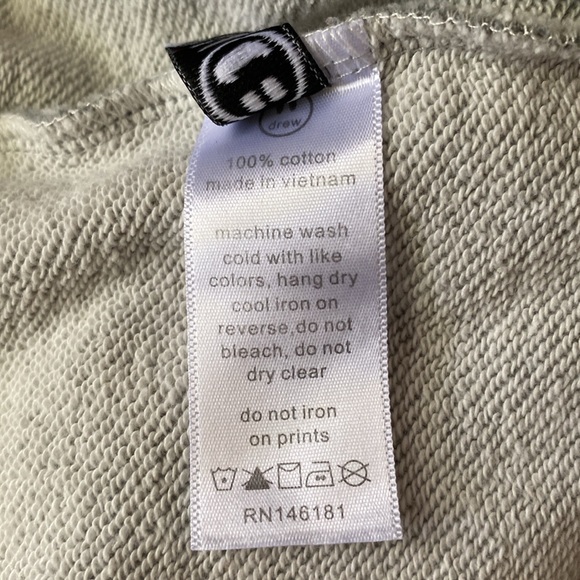 drew
100% cotton
made in vietnam
machine wash
cold with like
colors, hang dry
cool iron on
reverse,do not
bleach, do not
dry clear
do not iron
on prints
RN146181